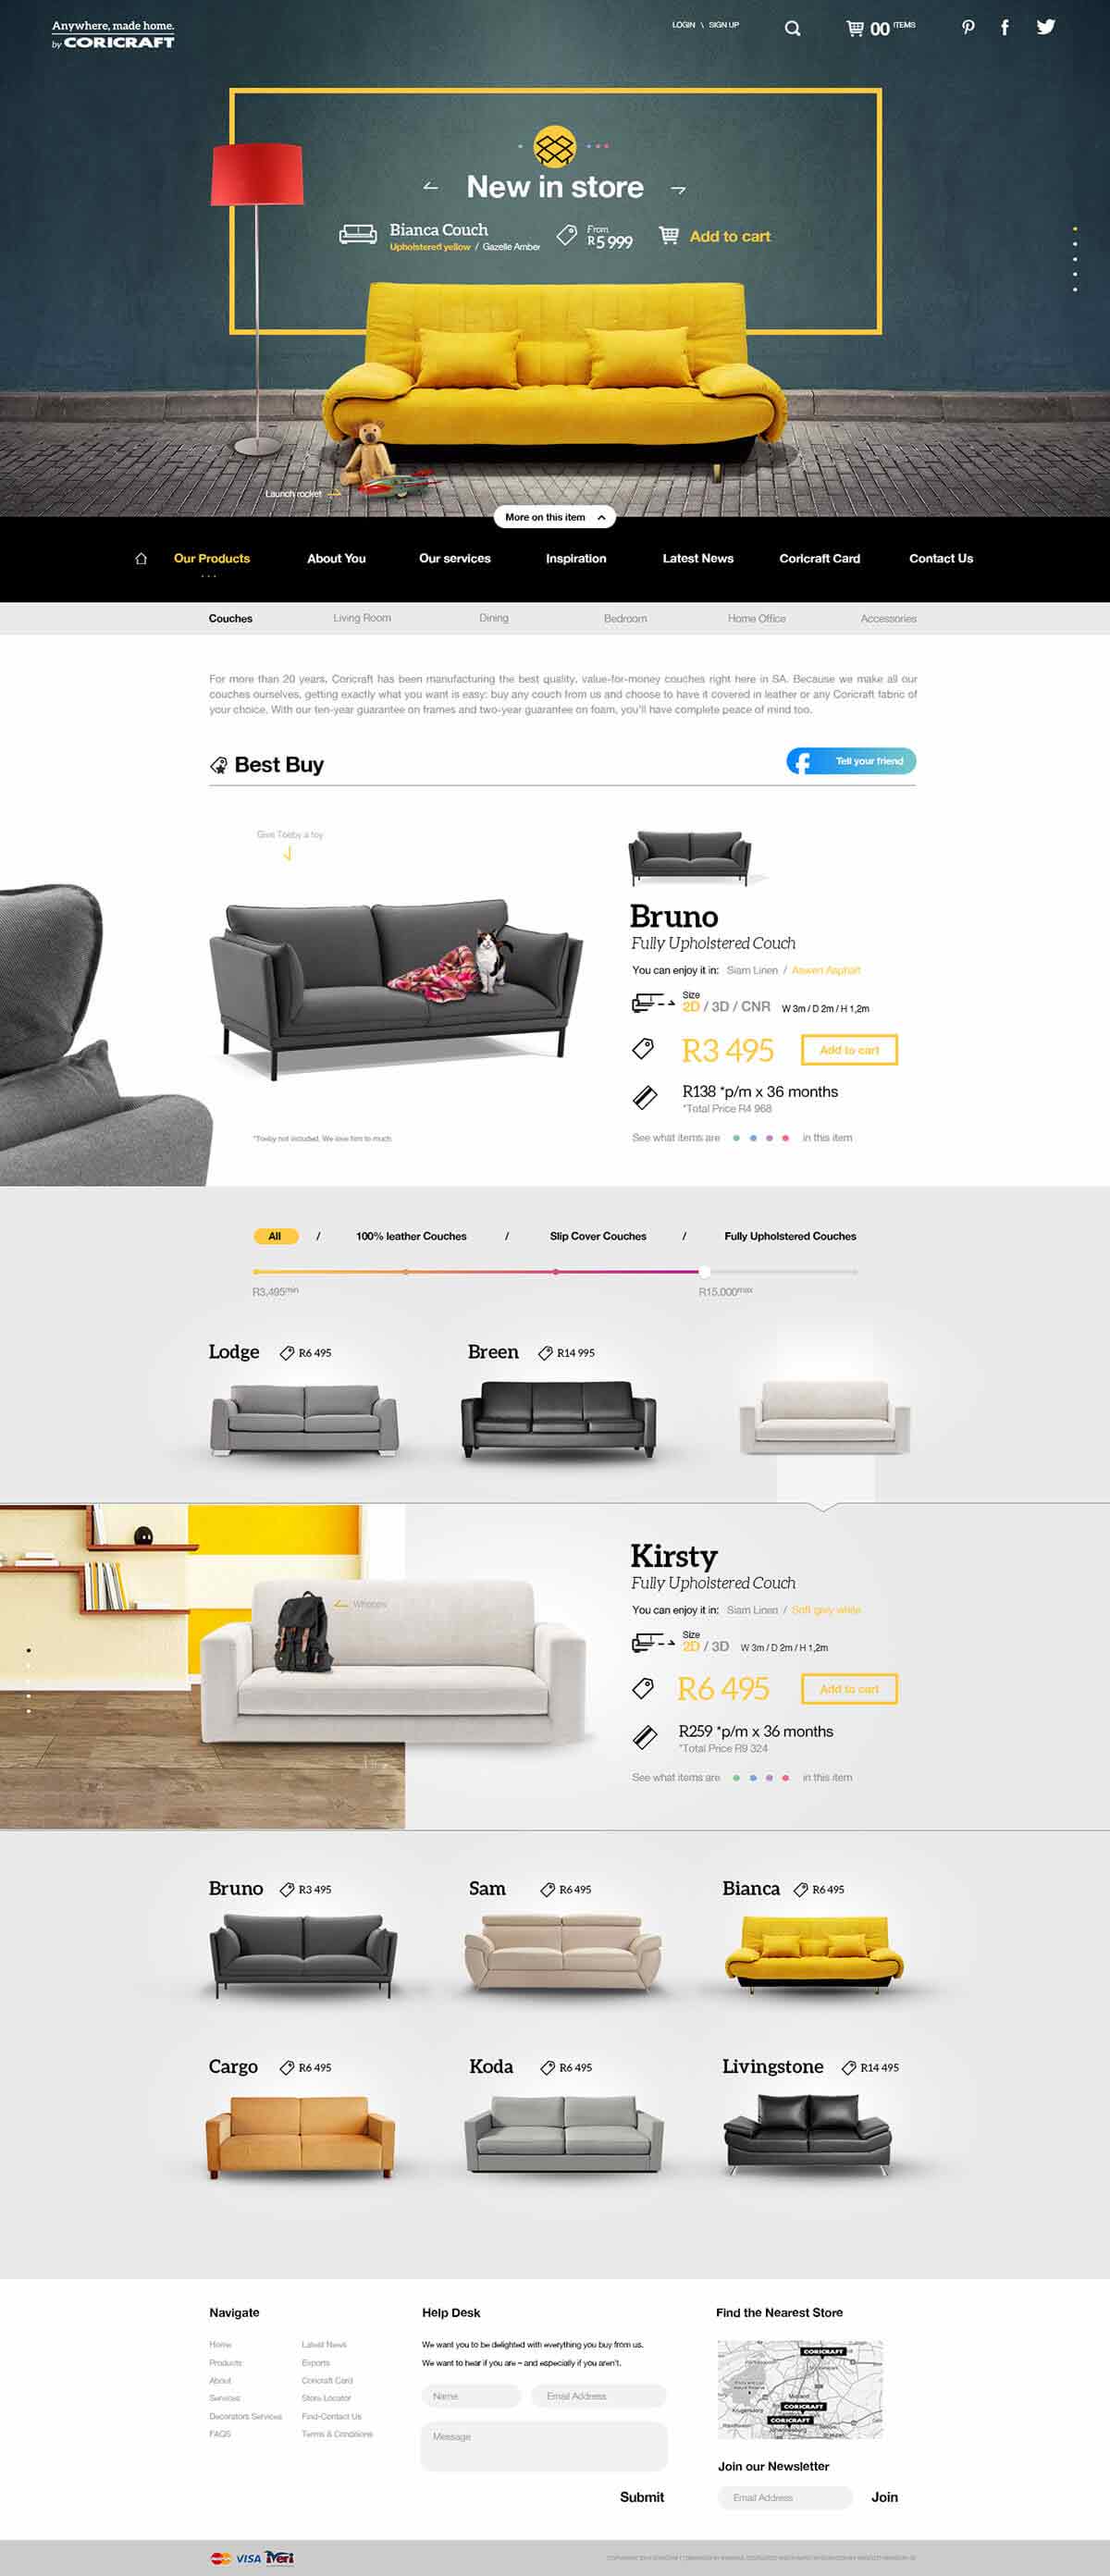 Anywhere, made home.
by CORICRAFT
LOGIN \ SIGN UP
00 ITEMS
New in store
Bianca Couch
Upholstered yellow / Gazelle Amber
From
R5 999
Add to cart
Launch rocket
More on this item
Our Products
About You
Our services
Inspiration
Latest News
Coricraft Card
Contact Us
Couches
Living Room
Dining
Bedroom
Home Office
Accessories
For more than 20 years, Coricraft has been manufacturing the best quality, value-for-money couches right here in SA. Because we make all our
couches ourselves, getting exactly what you want is easy: buy any couch from us and choose to have it covered in leather or any Coricraft fabric of
your choice. With our ten-year guarantee on frames and two-year guarantee on foam, you'll have complete peace of mind too.
Best Buy
Tell your friend
Give Tooby a toy
Bruno
Fully Upholstered Couch
You can enjoy it in: Siam Linen / Aswen Asphalt
Size
2D / 3D / CNR W 3m / D 2m / H 1,2m
R3 495
Add to cart
R138 *p/m x 36 months
*Total Price R4 968
*Tooby not included. We love him to much
See what items are in this item
All / 100% leather Couches / Slip Cover Couches / Fully Upholstered Couches
R3,495min
R15,000max
Lodge R6 495
Breen R14 995
Kirsty
Fully Upholstered Couch
Whoops
You can enjoy it in: Siam Linen / Soft grey white
Size
2D / 3D W 3m / D 2m / H 1,2m
R6 495
Add to cart
R259 *p/m x 36 months
*Total Price R9 324
See what items are in this item
Bruno R3 495
Sam R6 495
Bianca R6 495
Cargo R6 495
Koda R6 495
Livingstone R14 495
Navigate
Home
Products
About
Services
Decorators Services
FAQS
Latest News
Exports
Coricraft Card
Store Locator
Find-Contact Us
Terms & Conditions
Help Desk
We want you to be delighted with everything you buy from us.
We want to hear if you are – and especially if you aren't.
Name
Email Address
Message
Submit
Find the Nearest Store
CORICRAFT
CORICRAFT
CORICRAFT
Join our Newsletter
Email Address
Join
MasterCard
VISA
iVeri